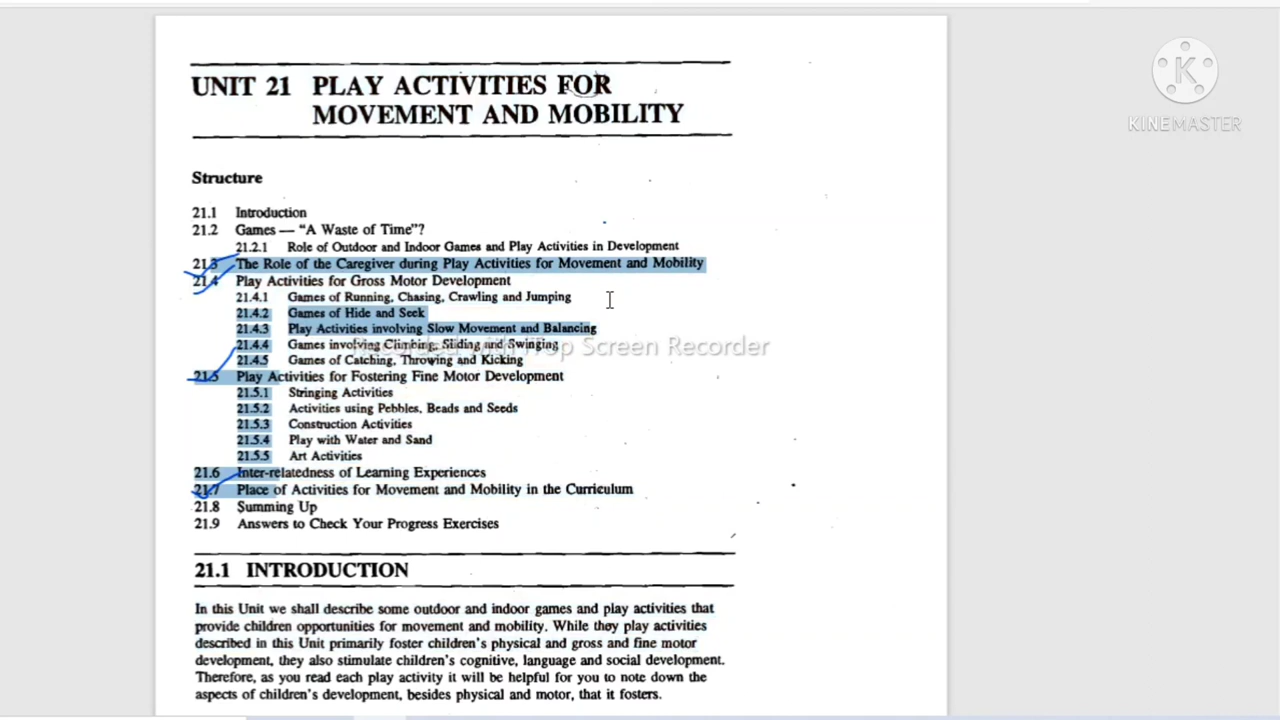 UNIT 21 PLAY ACTIVITIES FOR
MOVEMENT AND MOBILITY
Structure
21.1 Introduction
21.2 Games — “A Waste of Time”?
21.2.1 Role of Outdoor and Indoor Games and Play Activities in Development
21.3 The Role of the Caregiver during Play Activities for Movement and Mobility
21.4 Play Activities for Gross Motor Development
21.4.1 Games of Running, Chasing, Crawling and Jumping
21.4.2 Games of Hide and Seek
21.4.3 Play Activities involving Slow Movement and Balancing
21.4.4 Games involving Climbing, Sliding and Swinging
21.4.5 Games of Catching, Throwing and Kicking
21.5 Play Activities for Fostering Fine Motor Development
21.5.1 Stringing Activities
21.5.2 Activities using Pebbles, Beads and Seeds
21.5.3 Construction Activities
21.5.4 Play with Water and Sand
21.5.5 Art Activities
21.6 Inter-relatedness of Learning Experiences
21.7 Place of Activities for Movement and Mobility in the Curriculum
21.8 Summing Up
21.9 Answers to Check Your Progress Exercises
21.1 INTRODUCTION
In this Unit we shall describe some outdoor and indoor games and play activities that
provide children opportunities for movement and mobility. While they play activities
described in this Unit primarily foster children's physical and gross and fine motor
development, they also stimulate children's cognitive, language and social development.
Therefore, as you read each play activity it will be helpful for you to note down the
aspects of children's development, besides physical and motor, that it fosters.
K
KINEMASTER
Screen Recorder